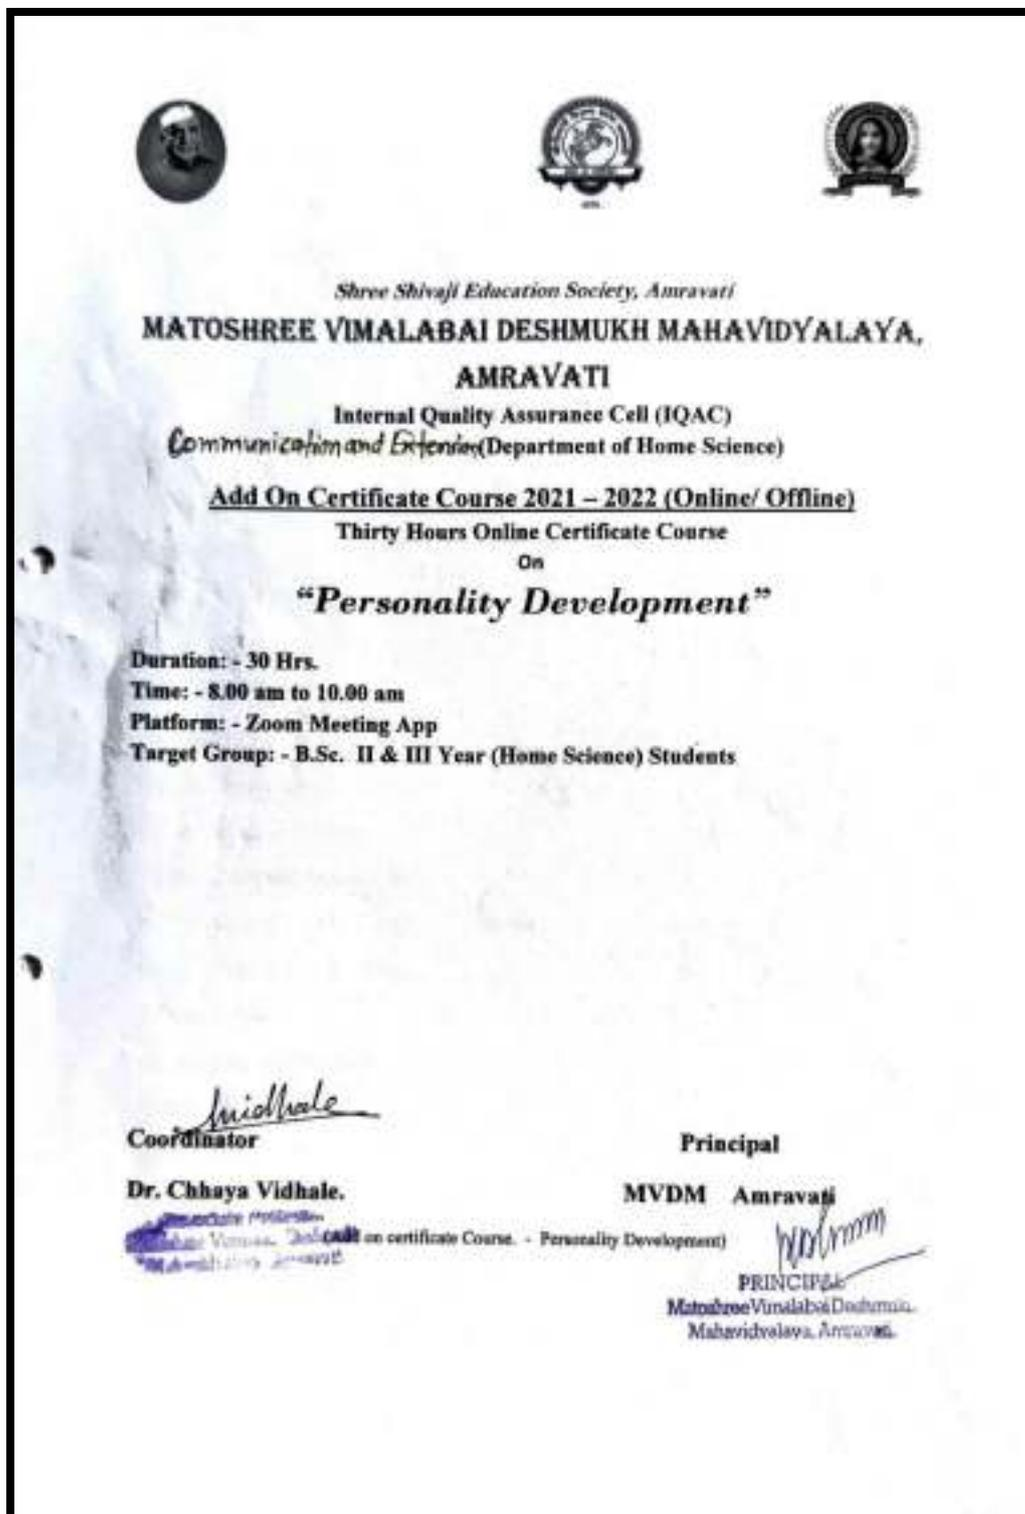 Shree Shivaji Education Society, Amravati
MATOSHREE VIMALABAI DESHMUKH MAHAVIDYALAYA,
AMRAVATI
Internal Quality Assurance Cell (IQAC)
Communication and Extension(Department of Home Science)
Add On Certificate Course 2021 – 2022 (Online/ Offline)
Thirty Hours Online Certificate Course
On
“Personality Development”
Duration: - 30 Hrs.
Time: - 8.00 am to 10.00 am
Platform: - Zoom Meeting App
Target Group: - B.Sc. II & III Year (Home Science) Students
Coordinator
Principal
Dr. Chhaya Vidhale.
MVDM Amravati
on certificate Course. - Personality Development)
PRINCIPAL
Matoshree Vimalabai Deshmukh
Mahavidyalaya, Amravati.